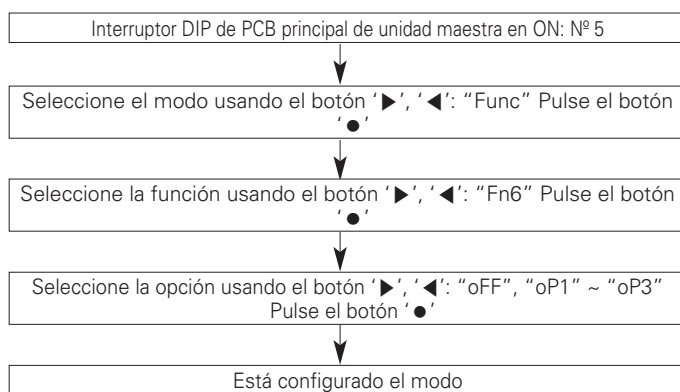 Interruptor DIP de PCB principal de unidad maestra en ON: Nº 5
Seleccione el modo usando el botón ‘▶’, ‘◀’: “Func” Pulse el botón
‘ ● ’
Seleccione la función usando el botón ‘▶’, ‘◀’: “Fn6” Pulse el botón
‘ ● ’
Seleccione la opción usando el botón ‘▶’, ‘◀’: “oFF”, “oP1” ~ “oP3”
Pulse el botón ‘ ● ’
Está configurado el modo